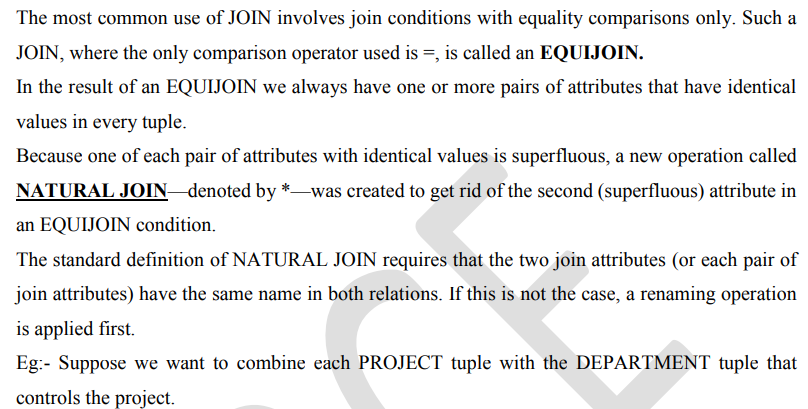 The most common use of JOIN involves join conditions with equality comparisons only. Such a
JOIN, where the only comparison operator used is =, is called an EQUIJOIN.
In the result of an EQUIJOIN we always have one or more pairs of attributes that have identical
values in every tuple.
Because one of each pair of attributes with identical values is superfluous, a new operation called
NATURAL JOIN—denoted by *—was created to get rid of the second (superfluous) attribute in
an EQUIJOIN condition.
The standard definition of NATURAL JOIN requires that the two join attributes (or each pair of
join attributes) have the same name in both relations. If this is not the case, a renaming operation
is applied first.
Eg:- Suppose we want to combine each PROJECT tuple with the DEPARTMENT tuple that
controls the project.